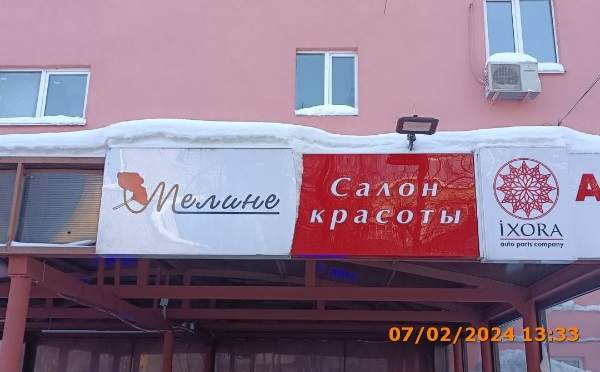 Мелине
Салон
красоты
iXORA
auto parts company
А
07/02/2024 13:33